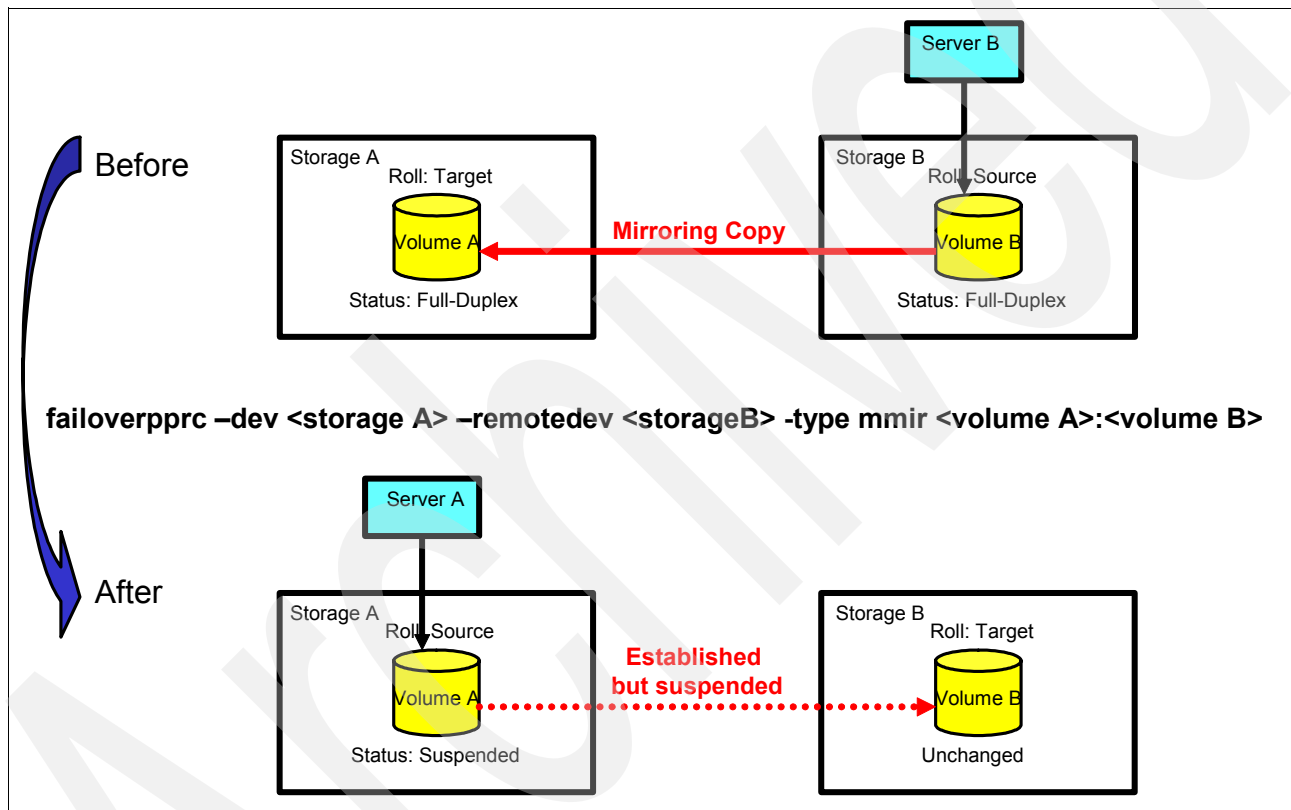 Server B
Before
Storage A
Roll: Target
Volume A
Status: Full-Duplex
Mirroring Copy
Storage B
Roll: Source
Volume B
Status: Full-Duplex
failoverpprc –dev <storage A> –remotedev <storageB> -type mmir <volume A>:<volume B>
Server A
After
Storage A
Roll: Source
Volume A
Status: Suspended
Established
but suspended
Storage B
Roll: Target
Volume B
Unchanged
Archived